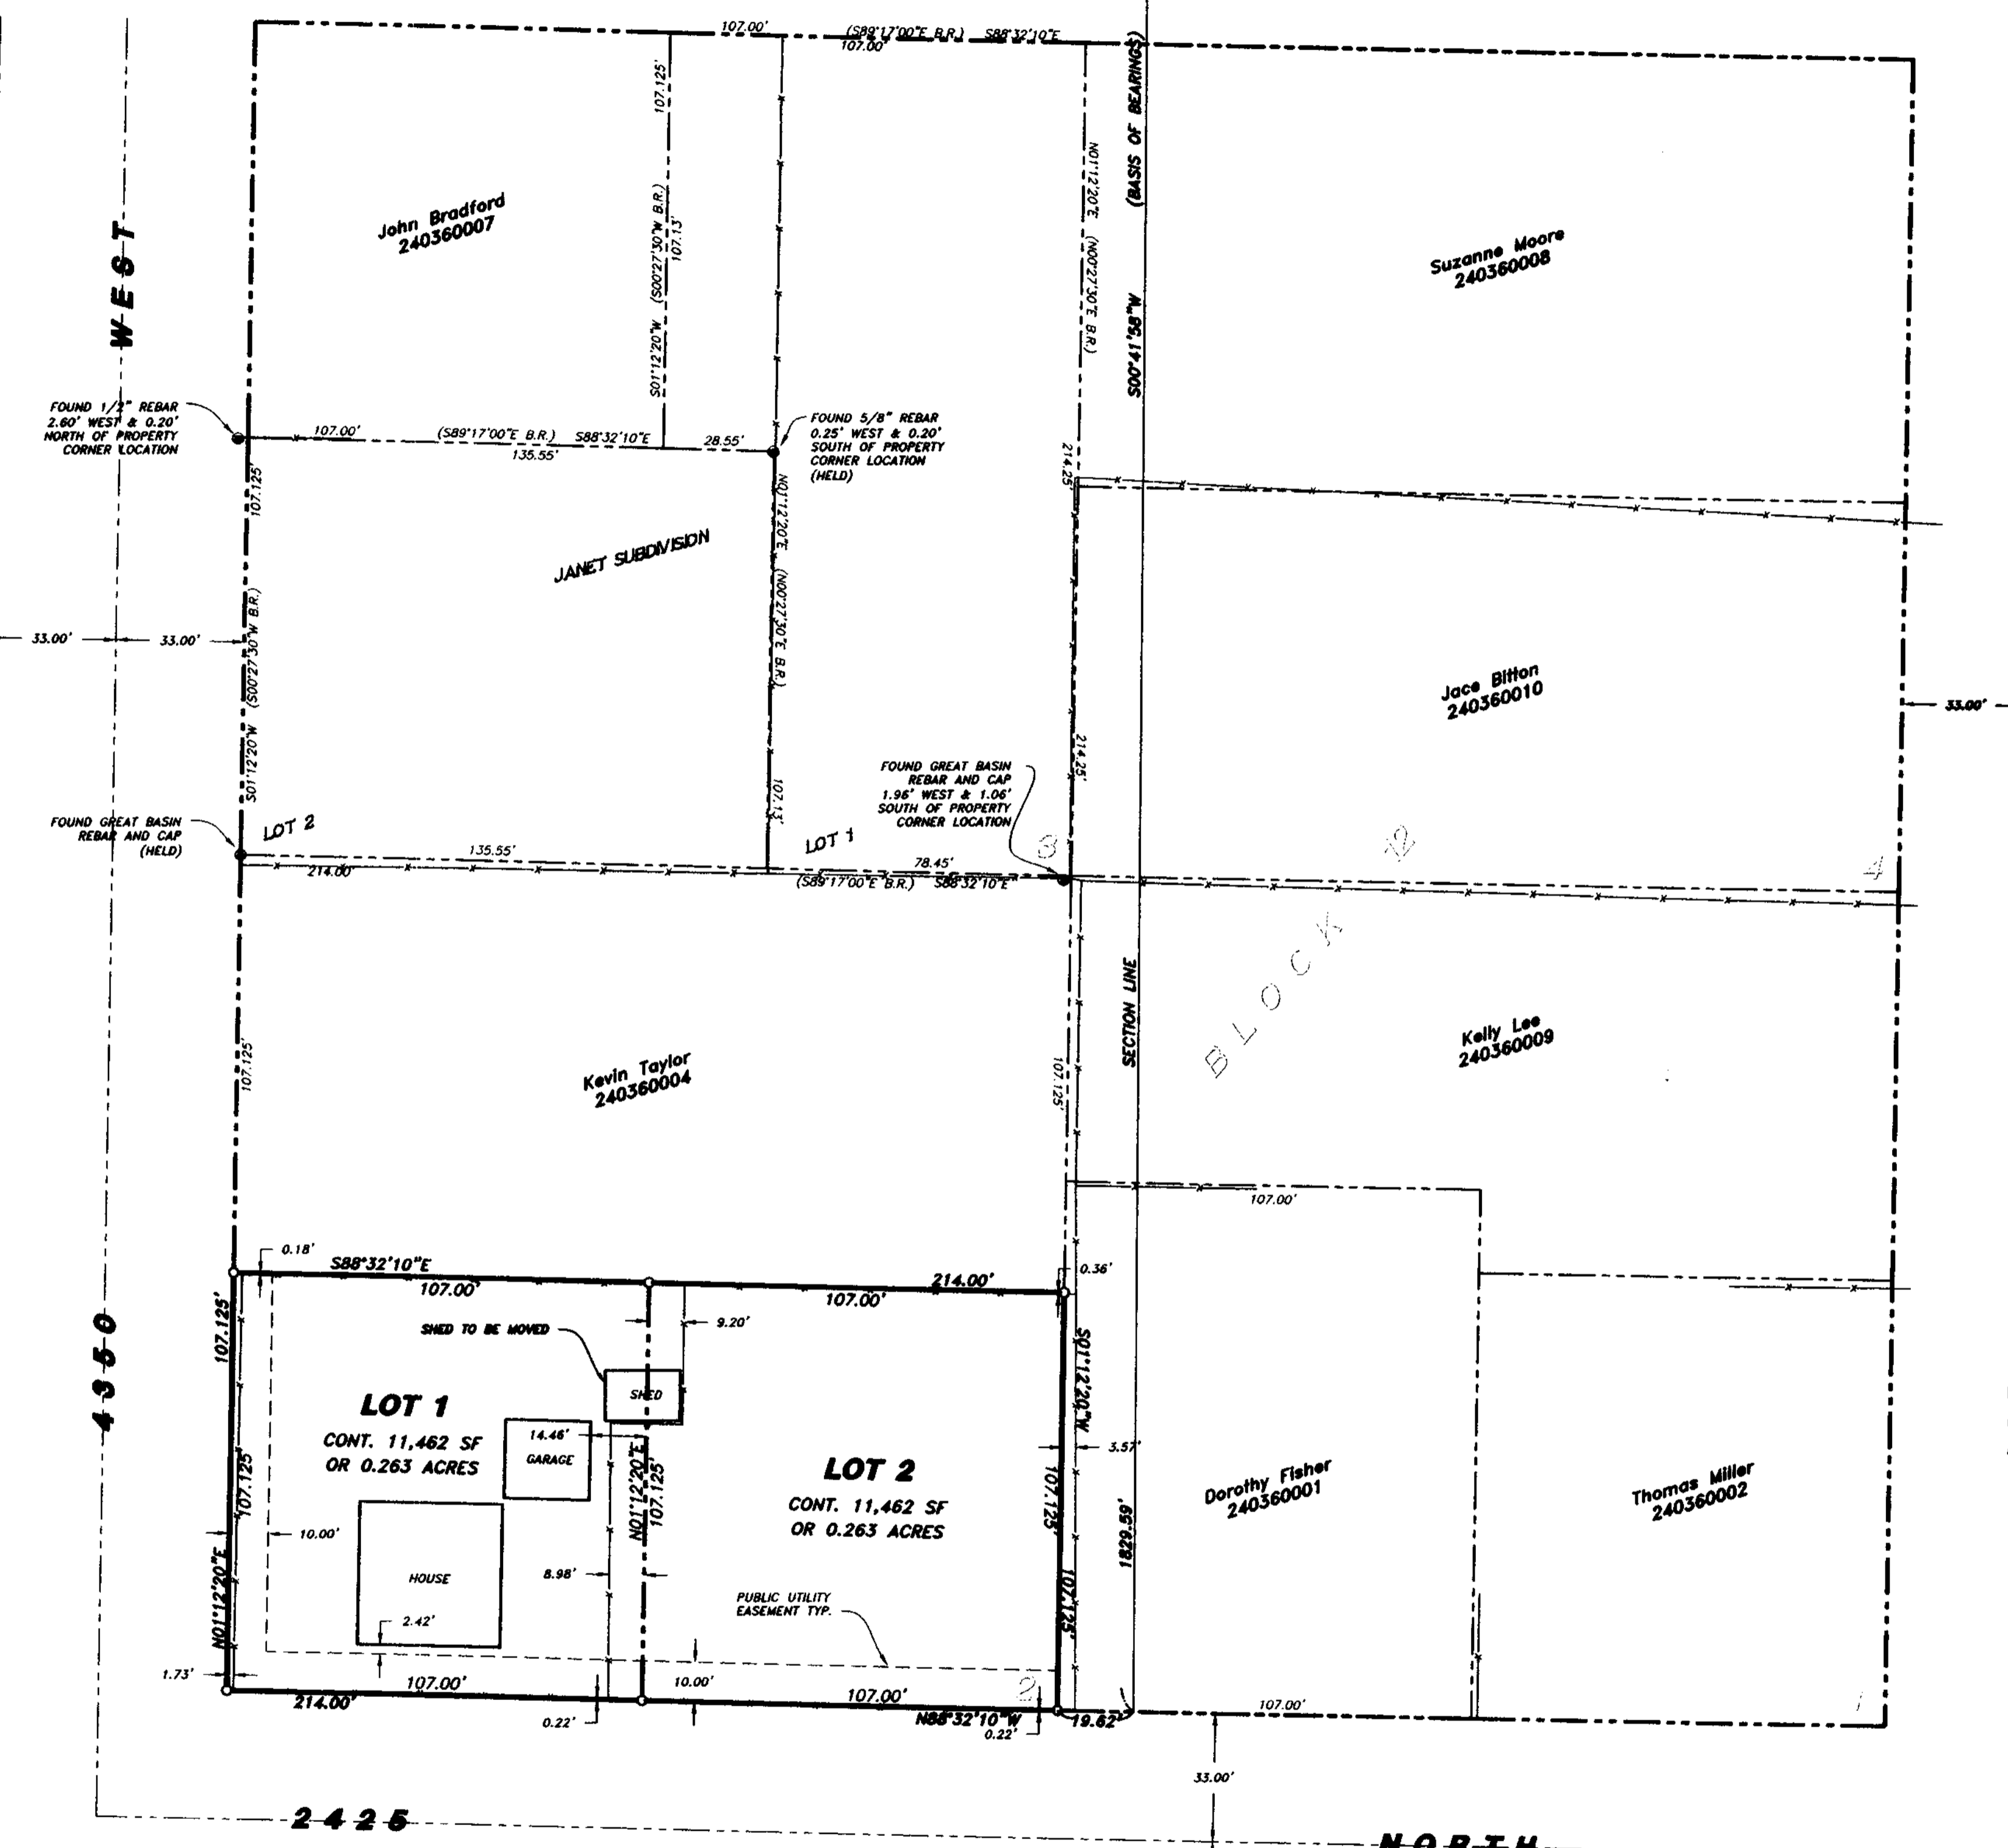 107.00'
(S89°17'00"E B.R.) S88°32'10"E
107.00'
107.125'
S01°12'20"W (S00°27'30"W B.R.)
107.13'
N01°12'20"E (N00°27'30"E B.R.)
214.25'
(BASIS OF BEARINGS)
S00°41'58"W
John Bradford
240360007
Suzanne Moore
240360008
WEST
FOUND 1/2" REBAR
2.60' WEST & 0.20'
NORTH OF PROPERTY
CORNER LOCATION
107.00'
(S89°17'00"E B.R.) S88°32'10"E
28.55'
135.55'
FOUND 5/8" REBAR
0.25' WEST & 0.20'
SOUTH OF PROPERTY
CORNER LOCATION
(HELD)
107.125'
S01°12'20"W (S00°27'30"W B.R.)
JANET SUBDIVISION
N01°12'20"E (N00°27'30"E B.R.)
107.13'
33.00'
33.00'
Jace Bitton
240360010
33.00'
214.25'
FOUND GREAT BASIN
REBAR AND CAP
1.96' WEST & 1.06'
SOUTH OF PROPERTY
CORNER LOCATION
FOUND GREAT BASIN
REBAR AND CAP
(HELD)
LOT 2
LOT 1
3
4
135.55'
214.00'
78.45'
(S89°17'00"E B.R.) S88°32'10"E
BLOCK
SECTION LINE
107.125'
107.125'
Kevin Taylor
240360004
Kelly Lee
240360009
107.00'
0.18'
S88°32'10"E
107.00'
214.00'
107.00'
0.36'
107.125'
9.20'
SHED TO BE MOVED
SHED
S01°12'20"W
4350
LOT 1
CONT. 11,462 SF
OR 0.263 ACRES
14.46'
GARAGE
107.125'
N01°12'20"E
107.125'
LOT 2
CONT. 11,462 SF
OR 0.263 ACRES
3.57'
107.125'
Dorothy Fisher
240360001
Thomas Miller
240360002
1829.59'
10.00'
HOUSE
8.98'
N01°12'20"E
2.42'
PUBLIC UTILITY
EASEMENT TYP.
107.125'
1.73'
107.00'
214.00'
10.00'
107.00'
2
0.22'
N88°32'10"W
0.22'
19.62'
107.00'
1
33.00'
2425
NORTH